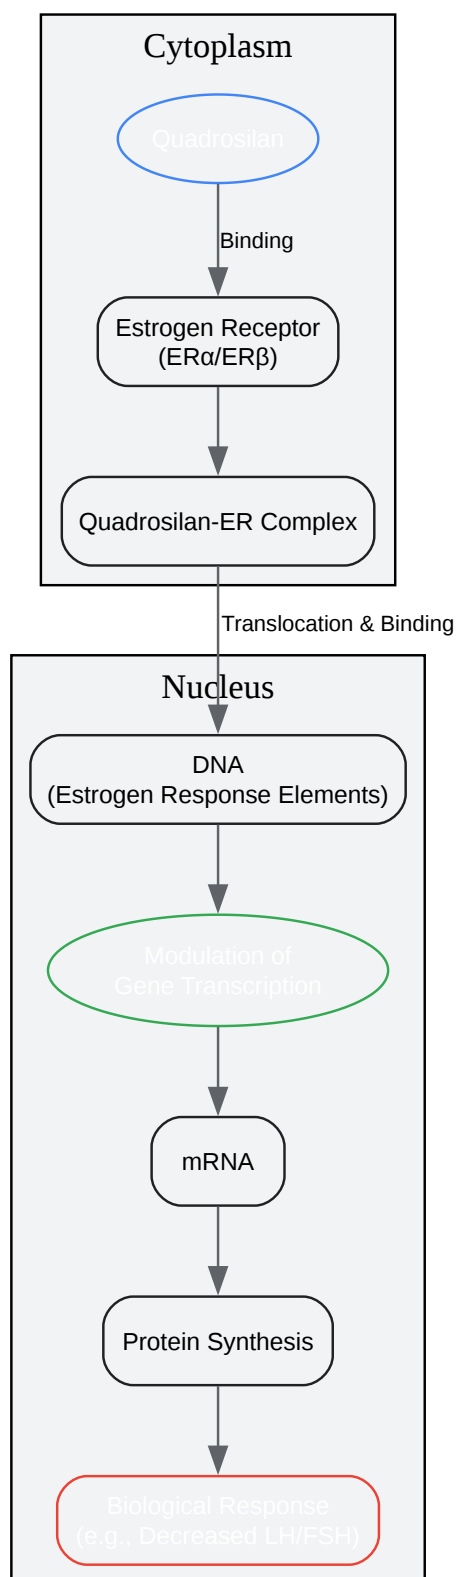 Cytoplasm
Quadrosilan
Binding
Estrogen Receptor
(ERα/ERβ)
Quadrosilan-ER Complex
Translocation & Binding
Nucleus
DNA
(Estrogen Response Elements)
Modulation of
Gene Transcription
mRNA
Protein Synthesis
Biological Response
(e.g., Decreased LH/FSH)